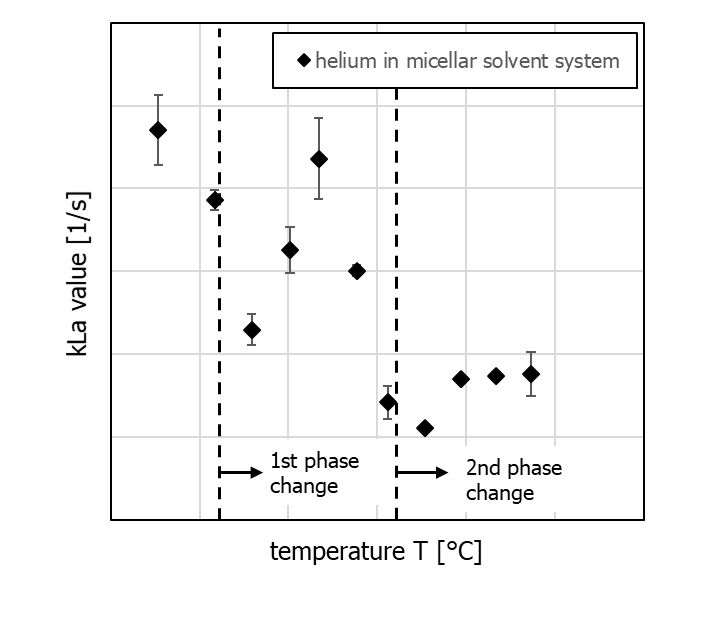 helium in micellar solvent system
kLa value [1/s]
1st phase
change
2nd phase
change
temperature T [°C]